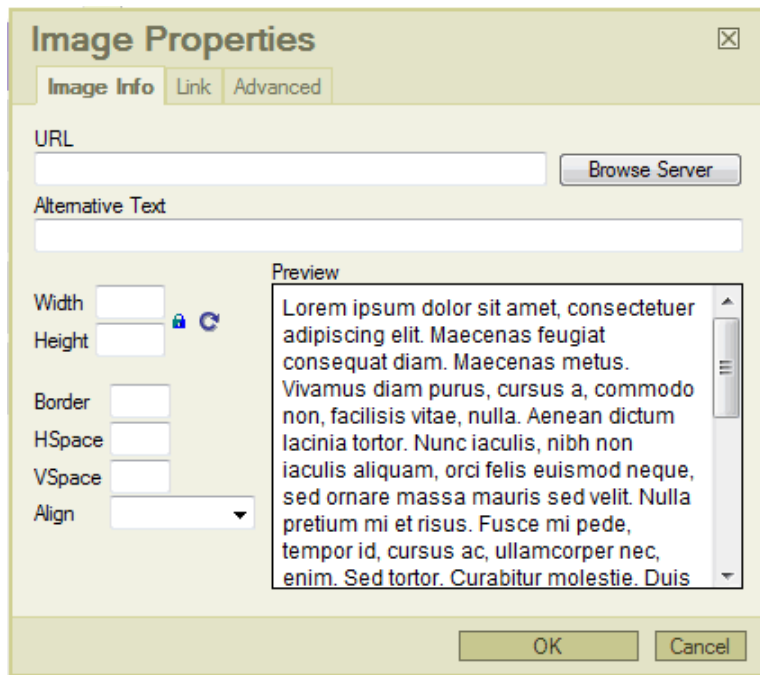 Image Properties
Image Info Link Advanced
URL
Browse Server
Alternative Text
Preview
Width
Height
Border
HSpace
VSpace
Align
Lorem ipsum dolor sit amet, consectetuer
adipiscing elit. Maecenas feugiat
consequat diam. Maecenas metus.
Vivamus diam purus, cursus a, commodo
non, facilisis vitae, nulla. Aenean dictum
lacinia tortor. Nunc iaculis, nibh non
iaculis aliquam, orci felis euismod neque,
sed ornare massa mauris sed velit. Nulla
pretium mi et risus. Fusce mi pede,
tempor id, cursus ac, ullamcorper nec,
enim. Sed tortor. Curabitur molestie. Duis
OK Cancel